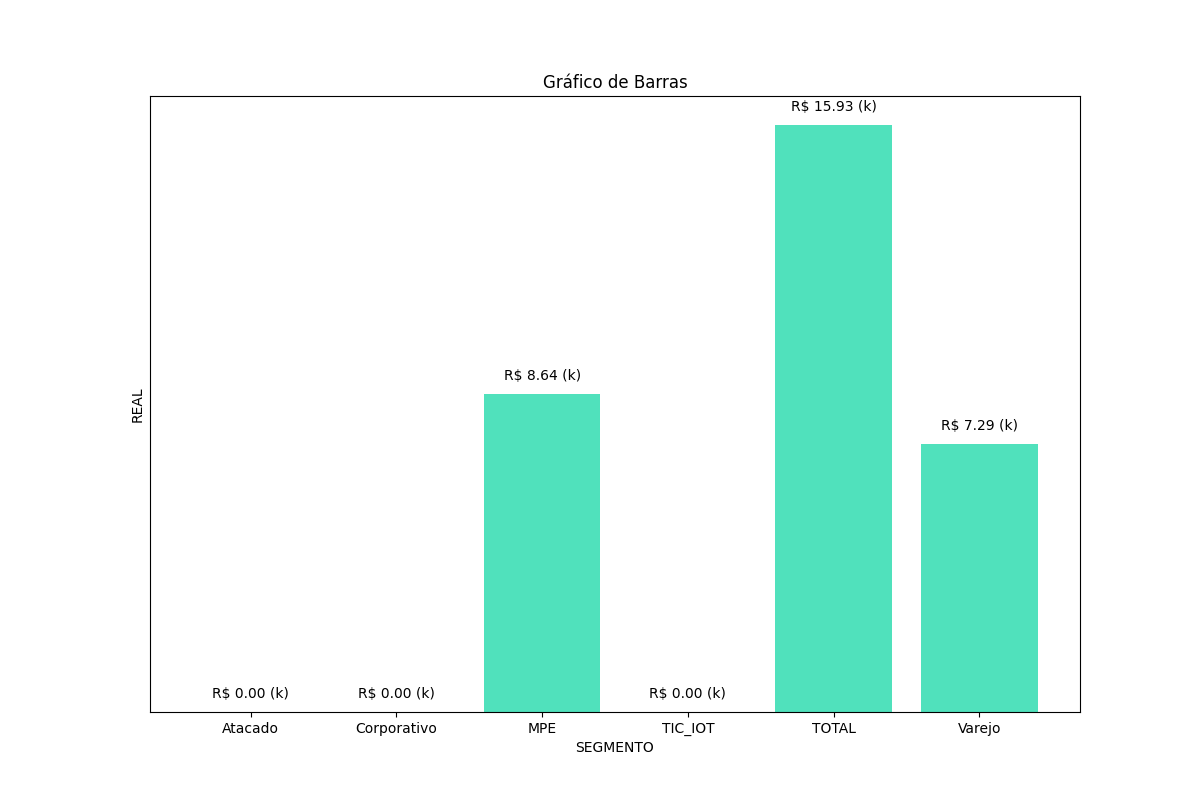 Gráfico de Barras
R$ 15.93 (k)
R$ 8.64 (k)
R$ 7.29 (k)
R$ 0.00 (k) R$ 0.00 (k) R$ 0.00 (k)
REAL
Atacado Corporativo MPE TIC_IOT TOTAL Varejo
SEGMENTO